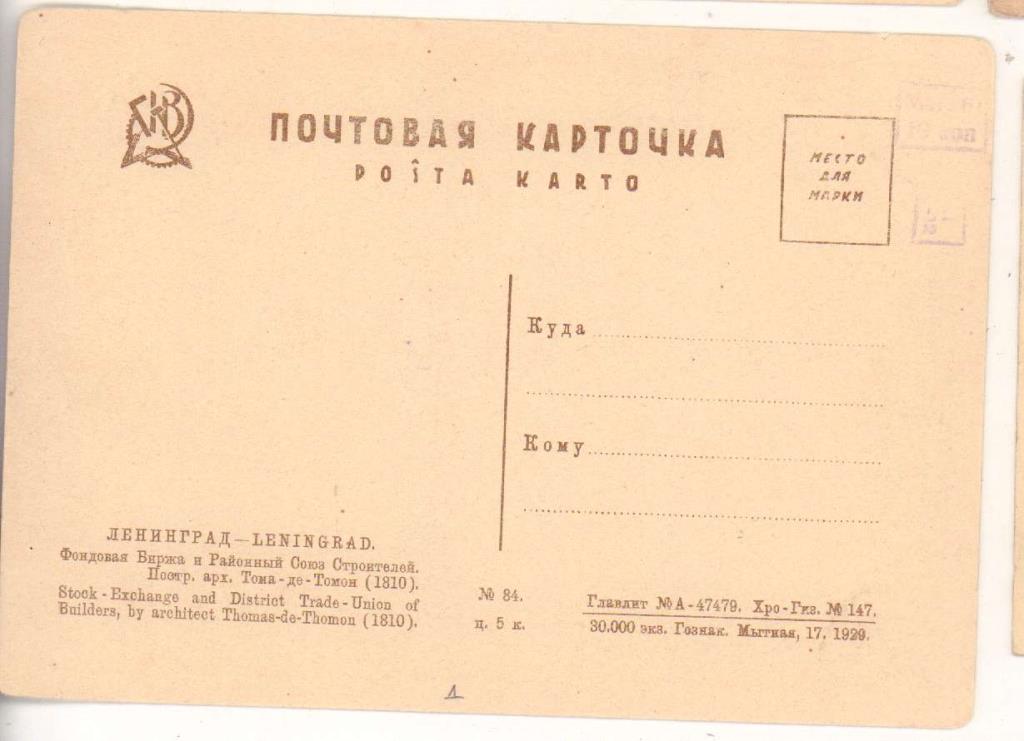 ПОЧТОВАЯ КАРТОЧКА
POŜTA KARTO
МЕСТО
ДЛЯ
МАРКИ
Куда
Кому
ЛЕНИНГРАД—LENINGRAD.
Фондовая Биржа и Районный Союз Строителей.
Постр. арх. Тома-де-Томон (1810).
Stock-Exchange and District Trade-Union of
Builders, by architect Thomas-de-Thomon (1810).
№ 84.
ц. 5 к.
Главлит № А-47479. Хро-Гиз. № 147.
30.000 экз. Гознак. Мытная, 17. 1929.
1